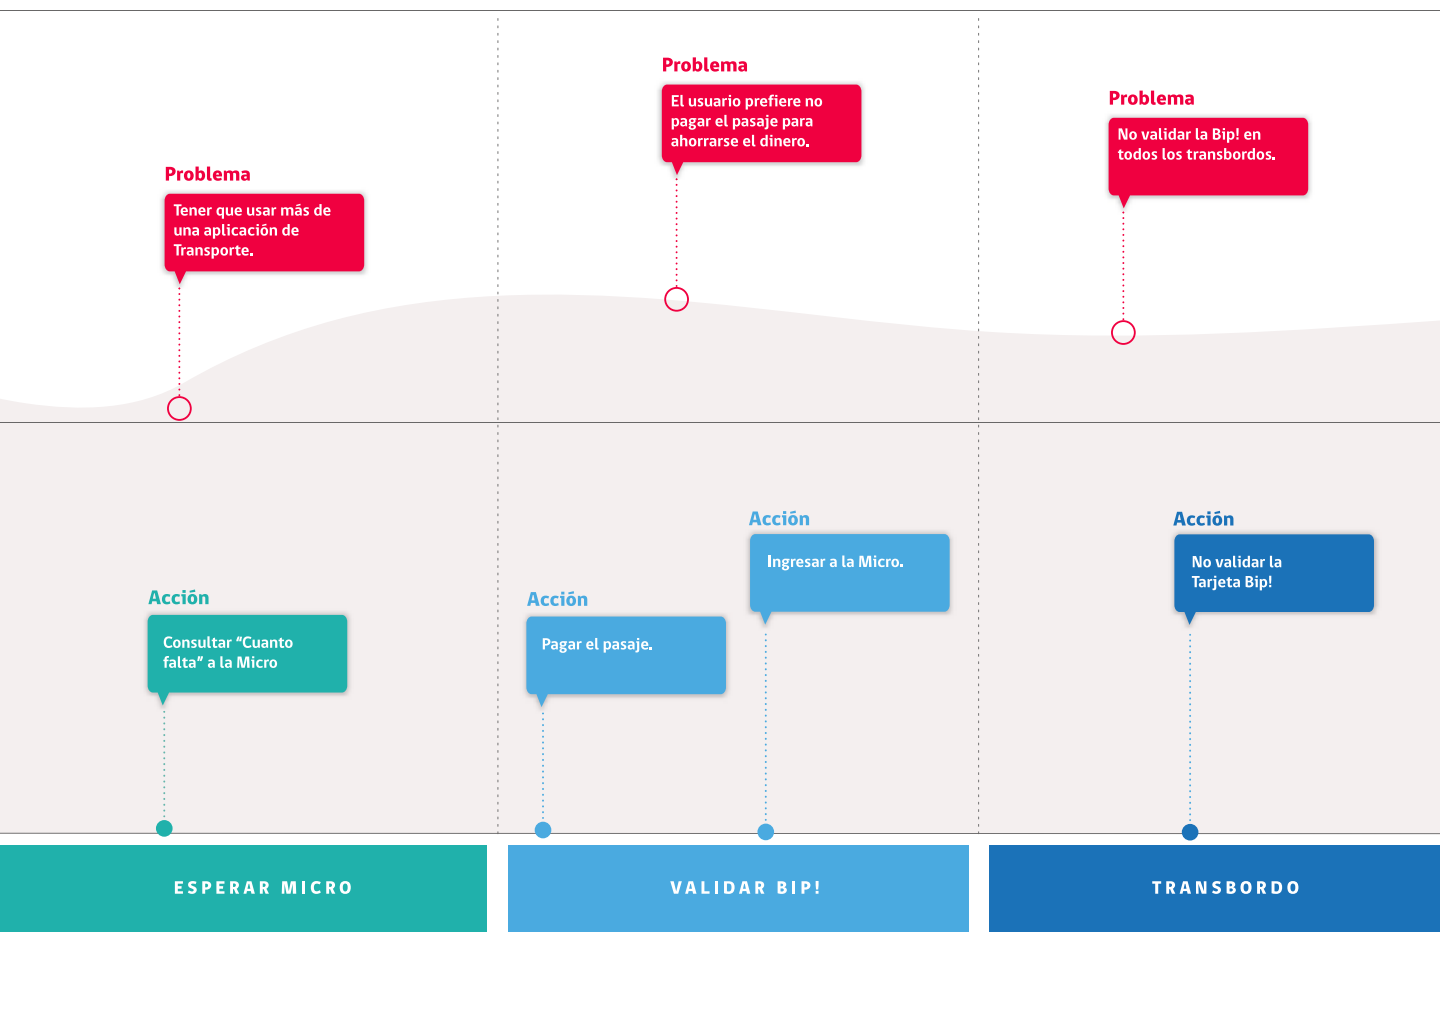 Problema
El usuario prefiere no
pagar el pasaje para
ahorrarse el dinero.
Problema
No validar la Bip! en
todos los transbordos.
Problema
Tener que usar más de
una aplicación de
Transporte.
Acción
Ingresar a la Micro.
Acción
No validar la
Tarjeta Bip!
Acción
Consultar “Cuanto
falta” a la Micro
Acción
Pagar el pasaje.
ESPERAR MICRO
VALIDAR BIP!
TRANSBORDO